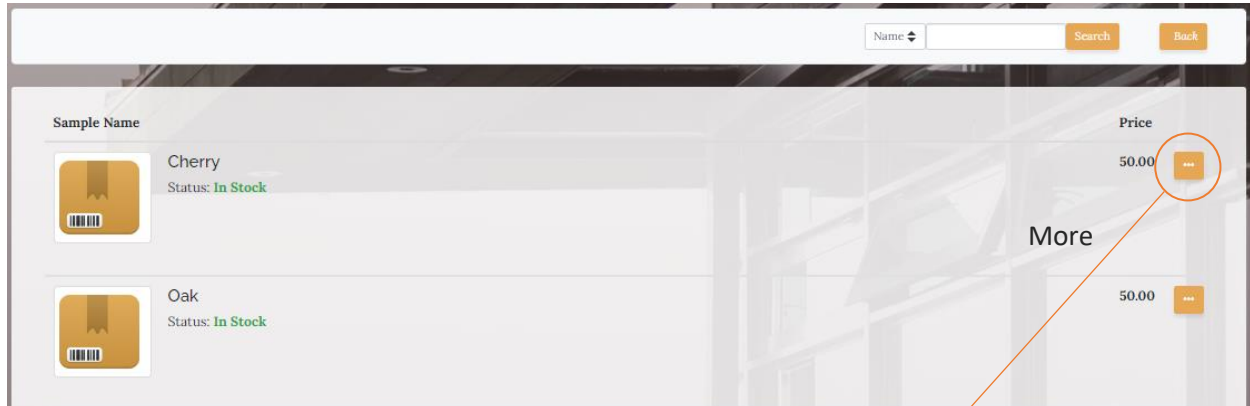 Name Search Back
Sample Name Price
Cherry 50.00 ...
Status: In Stock
More
Oak 50.00 ...
Status: In Stock